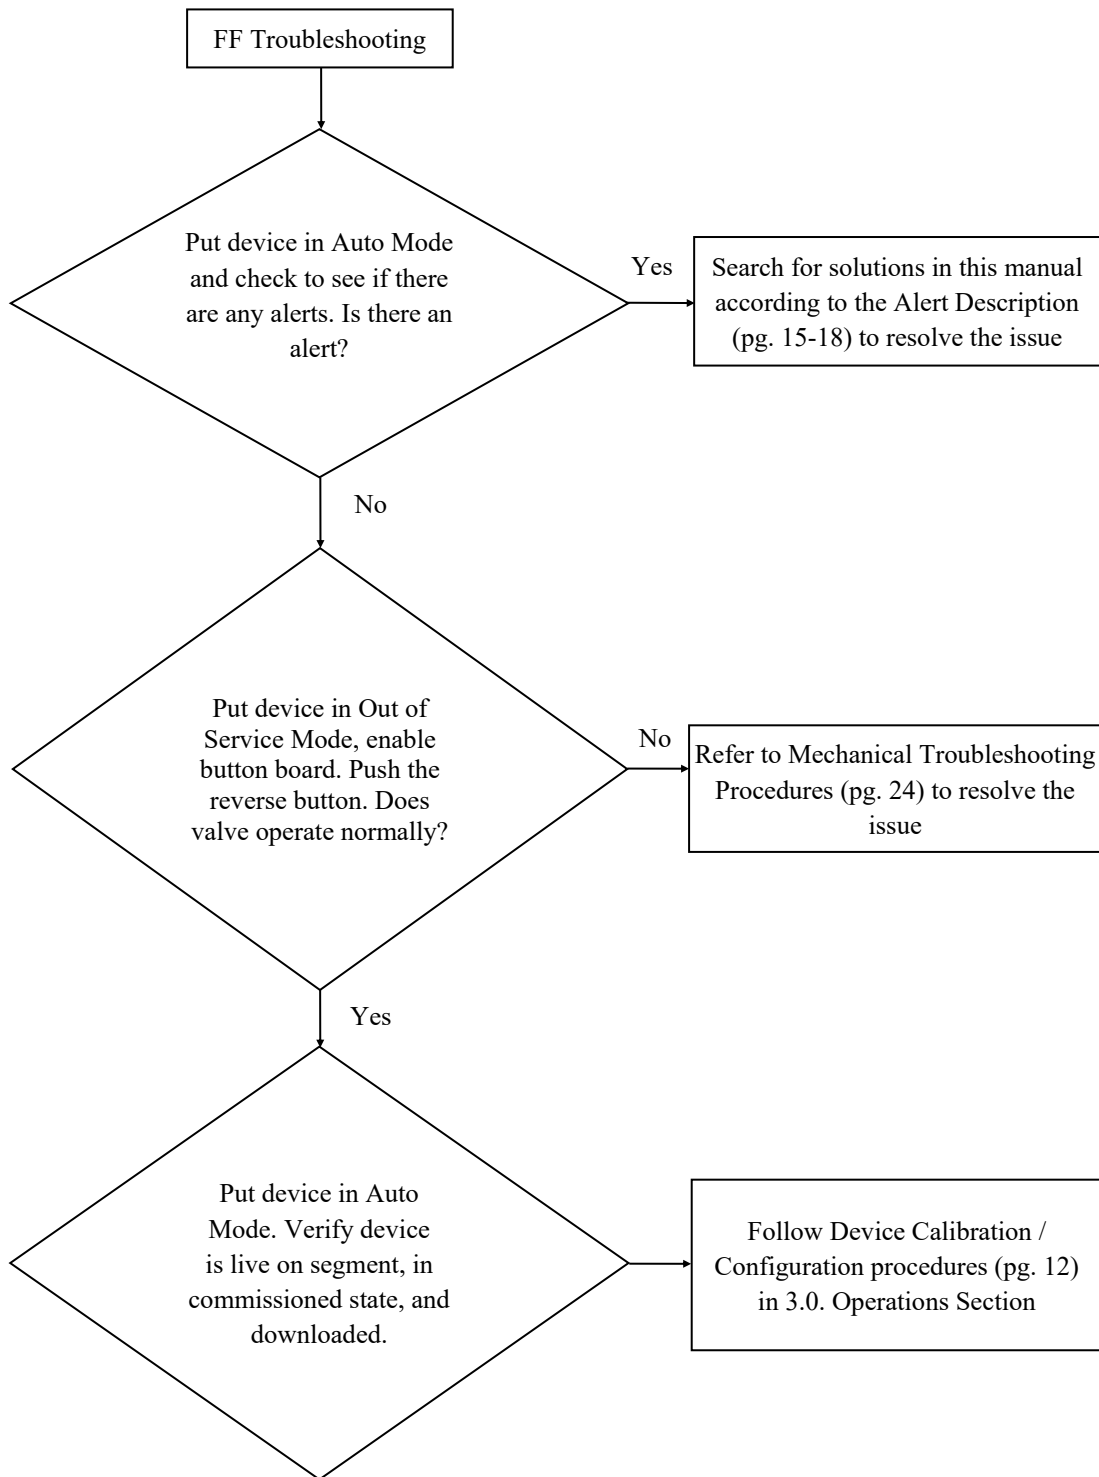 FF Troubleshooting
Put device in Auto Mode
and check to see if there
are any alerts. Is there an
alert?
Yes
Search for solutions in this manual
according to the Alert Description
(pg. 15-18) to resolve the issue
No
Put device in Out of
Service Mode, enable
button board. Push the
reverse button. Does
valve operate normally?
No
Refer to Mechanical Troubleshooting
Procedures (pg. 24) to resolve the
issue
Yes
Put device in Auto
Mode. Verify device
is live on segment, in
commissioned state, and
downloaded.
Follow Device Calibration /
Configuration procedures (pg. 12)
in 3.0. Operations Section